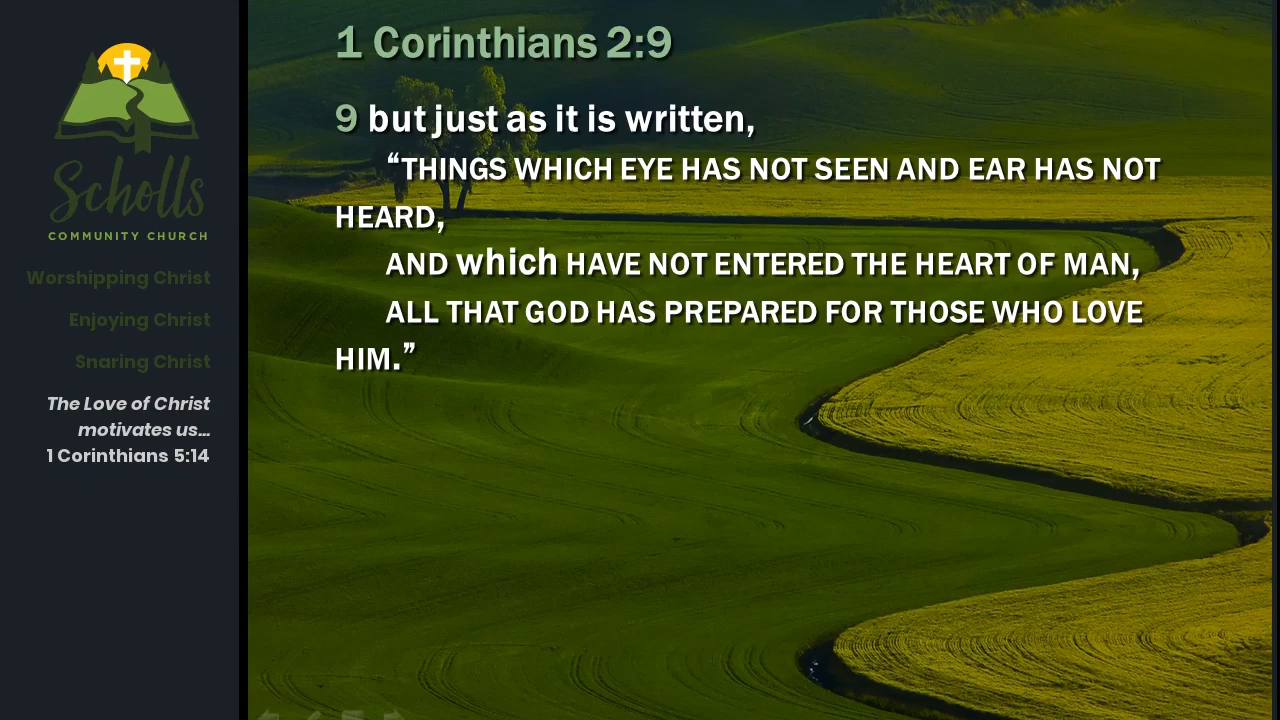 Scholls
COMMUNITY CHURCH
Worshipping Christ
Enjoying Christ
Snaring Christ
The Love of Christ
motivates us...
1 Corinthians 5:14
1 Corinthians 2:9
9 but just as it is written,
“THINGS WHICH EYE HAS NOT SEEN AND EAR HAS NOT
HEARD,
AND which HAVE NOT ENTERED THE HEART OF MAN,
ALL THAT GOD HAS PREPARED FOR THOSE WHO LOVE
HIM.”